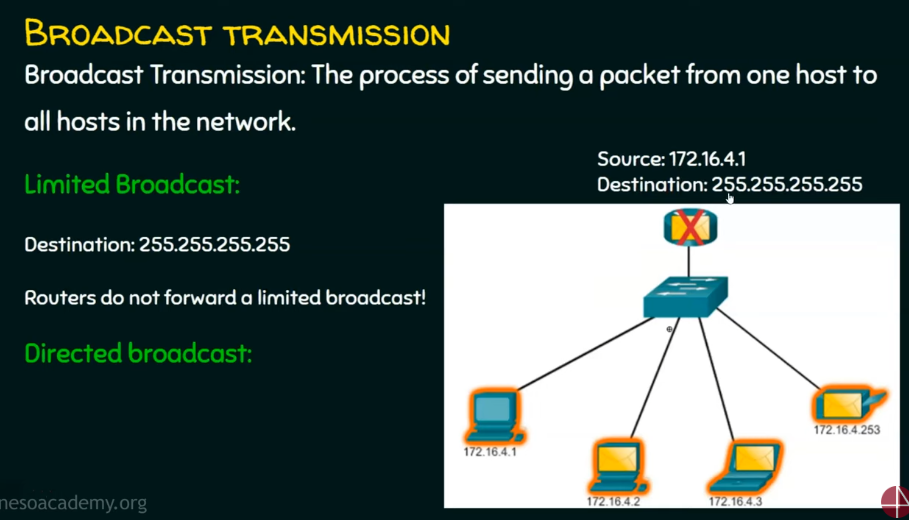 BROADCAST TRANSMISSION
Broadcast Transmission: The process of sending a packet from one host to
all hosts in the network.
Source: 172.16.4.1
Destination: 255.255.255.255
Limited Broadcast:
Destination: 255.255.255.255
Routers do not forward a limited broadcast!
Directed broadcast:
172.16.4.1
172.16.4.2
172.16.4.3
172.16.4.253
nesoacademy.org